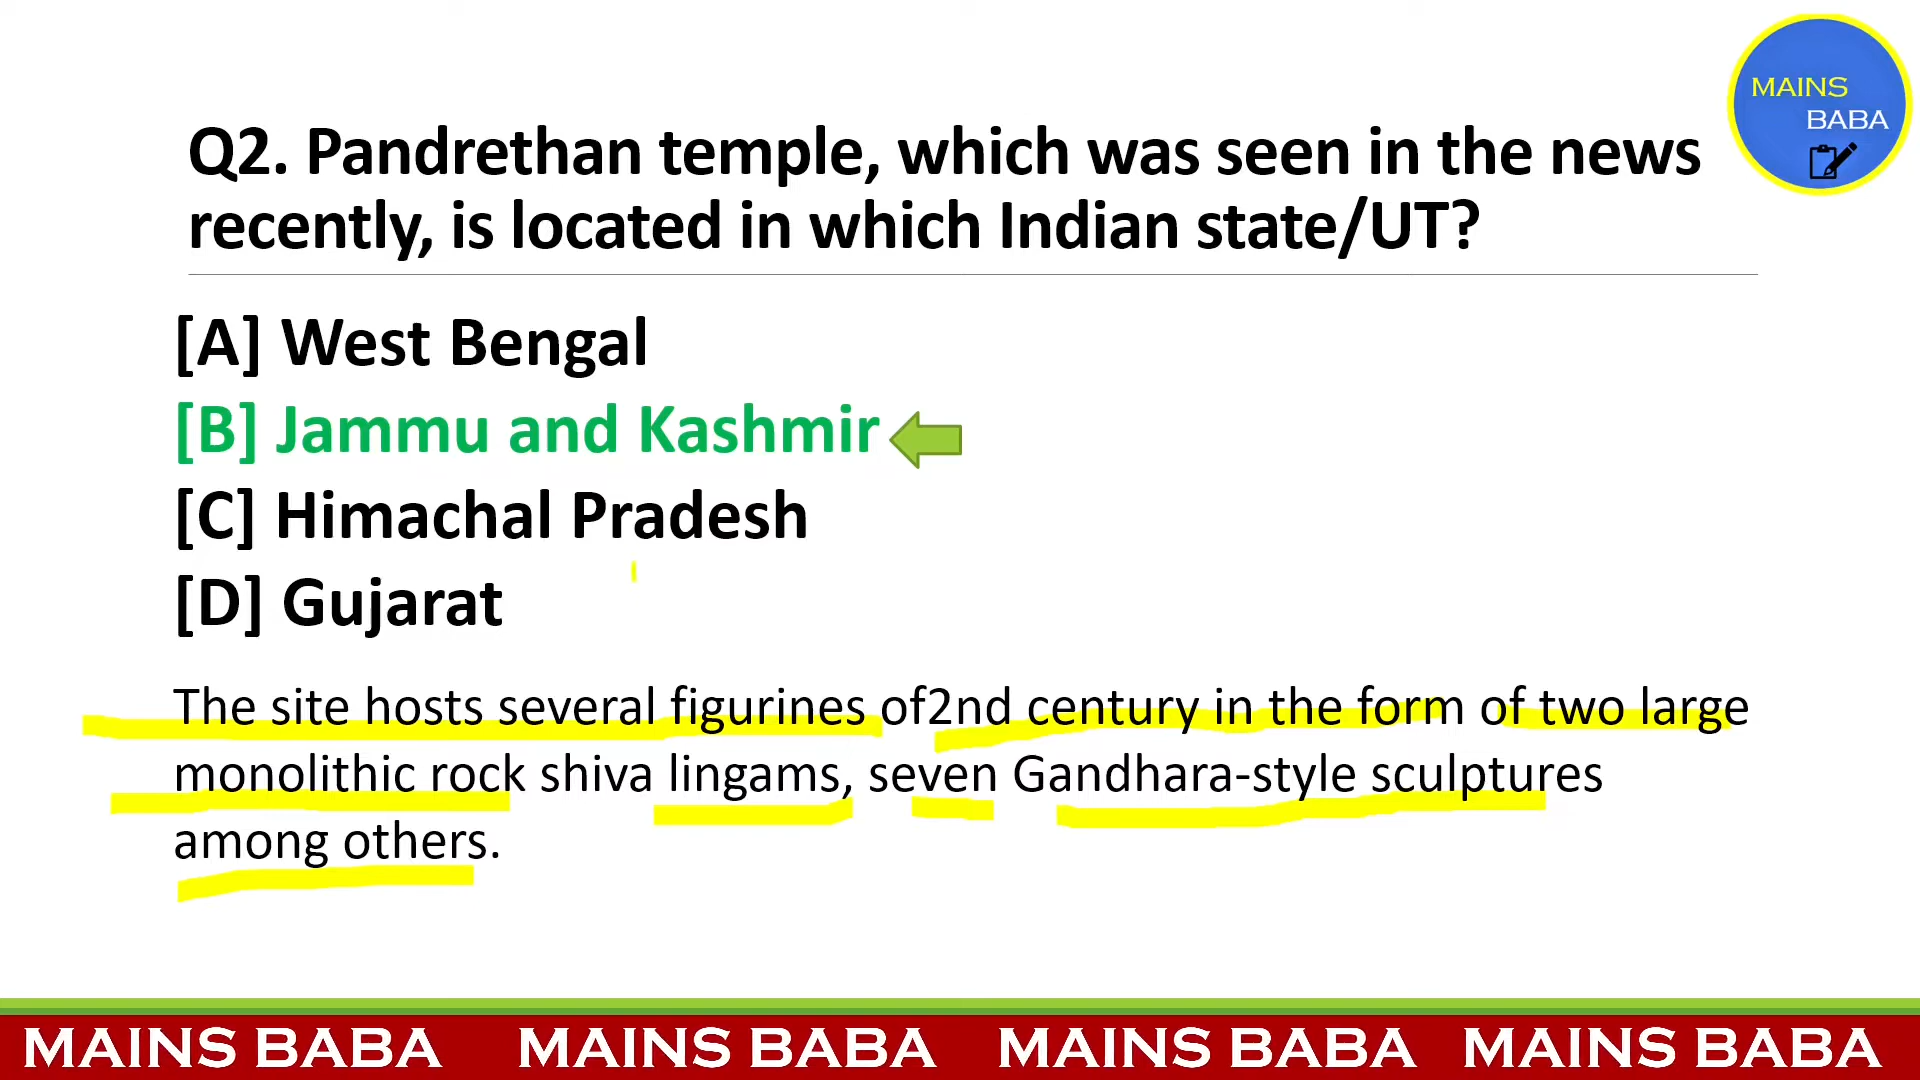 MAINS
BABA
Q2. Pandrethan temple, which was seen in the news
recently, is located in which Indian state/UT?
[A] West Bengal
[B] Jammu and Kashmir
[C] Himachal Pradesh
[D] Gujarat
The site hosts several figurines of2nd century in the form of two large
monolithic rock shiva lingams, seven Gandhara-style sculptures
among others.
MAINS BABA MAINS BABA MAINS BABA MAINS BABA